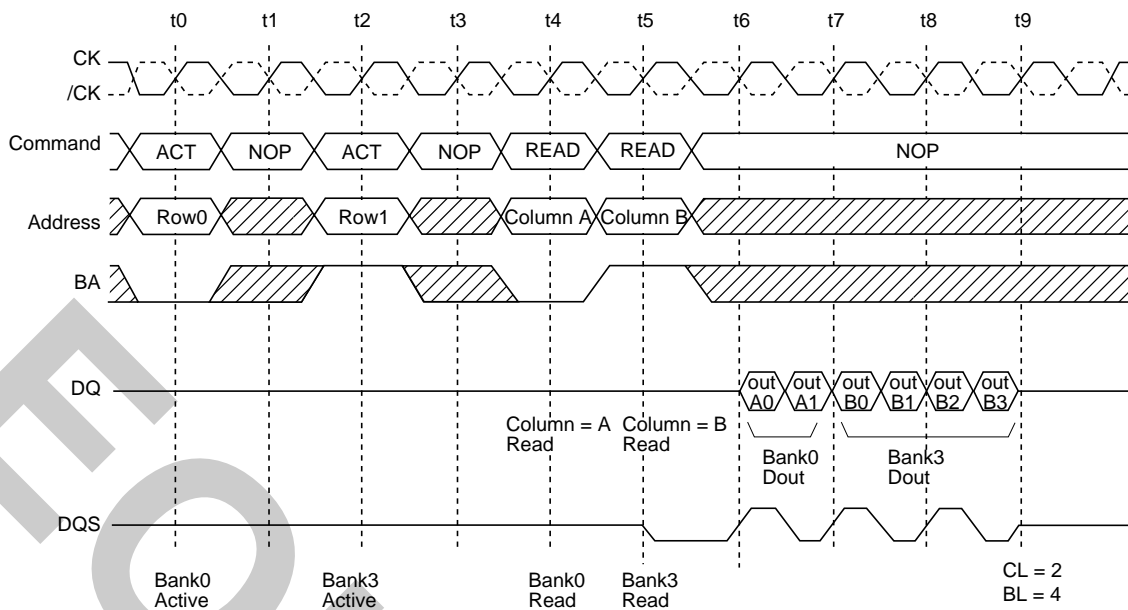 t0 t1 t2 t3 t4 t5 t6 t7 t8 t9
CK
/CK
Command ACT NOP ACT NOP READ READ NOP
Address Row0 Row1 Column A Column B
BA
DQ out A0 out A1 out B0 out B1 out B2 out B3
Column = A Column = B
Read Read
Bank0 Bank3
Dout Dout
DQS
Bank0 Bank3 Bank0 Bank3
Active Active Read Read
CL = 2
BL = 4